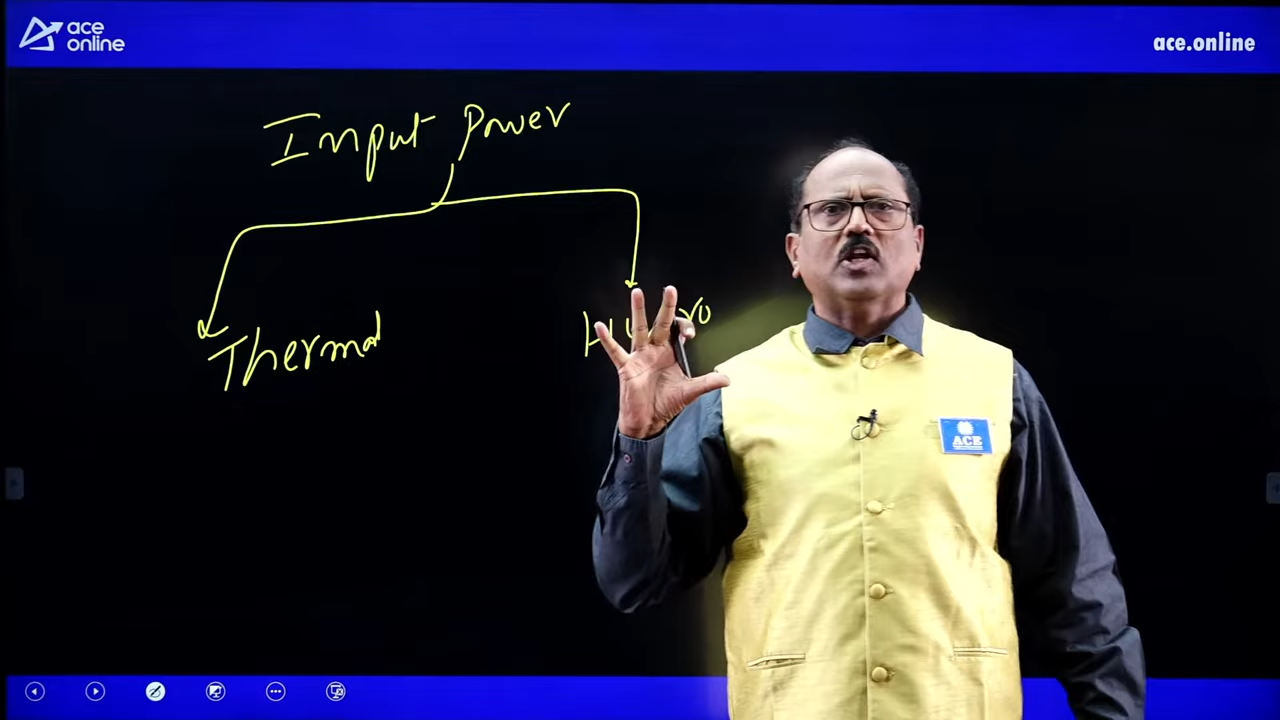 ace
online
ace.online
Input Power
Thermal
ACE